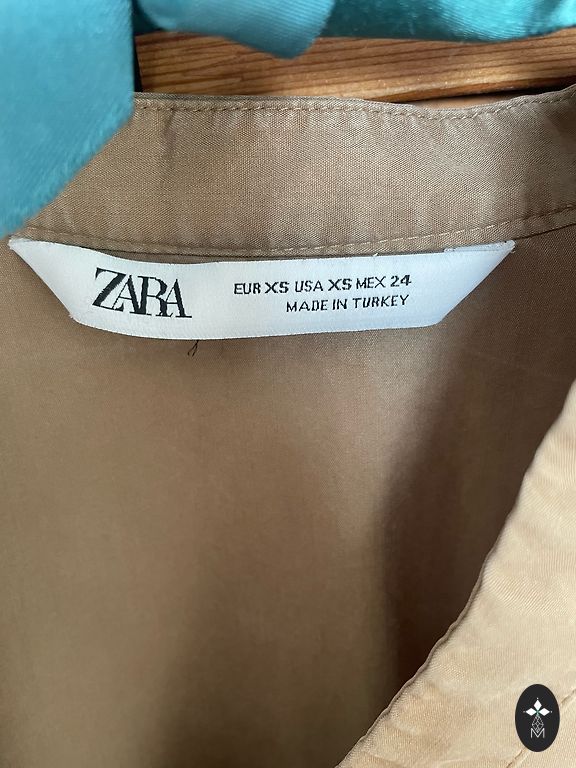 ZARA
EUR XS USA XS MEX 24
MADE IN TURKEY
M